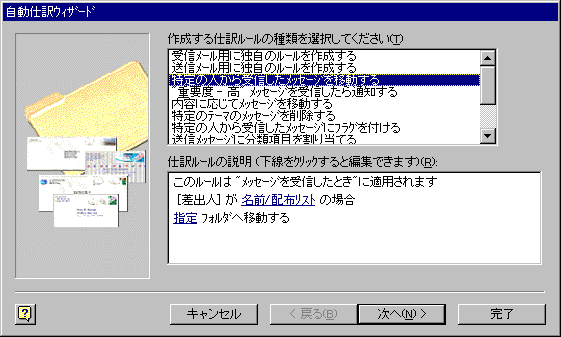 自動仕訳ウィザード
作成する仕訳ルールの種類を選択してください(T)
受信メール用に独自のルールを作成する
送信メール用に独自のルールを作成する
特定の人から受信したメッセージを移動する
"重要度 - 高" メッセージを受信したら通知する
内容に応じてメッセージを移動する
特定のテーマのメッセージを削除する
特定の人から受信したメッセージにフラグを付ける
送信メッセージに分類項目を割り当てる
仕訳ルールの説明 (下線をクリックすると編集できます)(R):
このルールは "メッセージを受信したとき"に適用されます
[差出人] が 名前/配布リスト の場合
指定 フォルダへ移動する
キャンセル
< 戻る(B)
次へ(N) >
完了